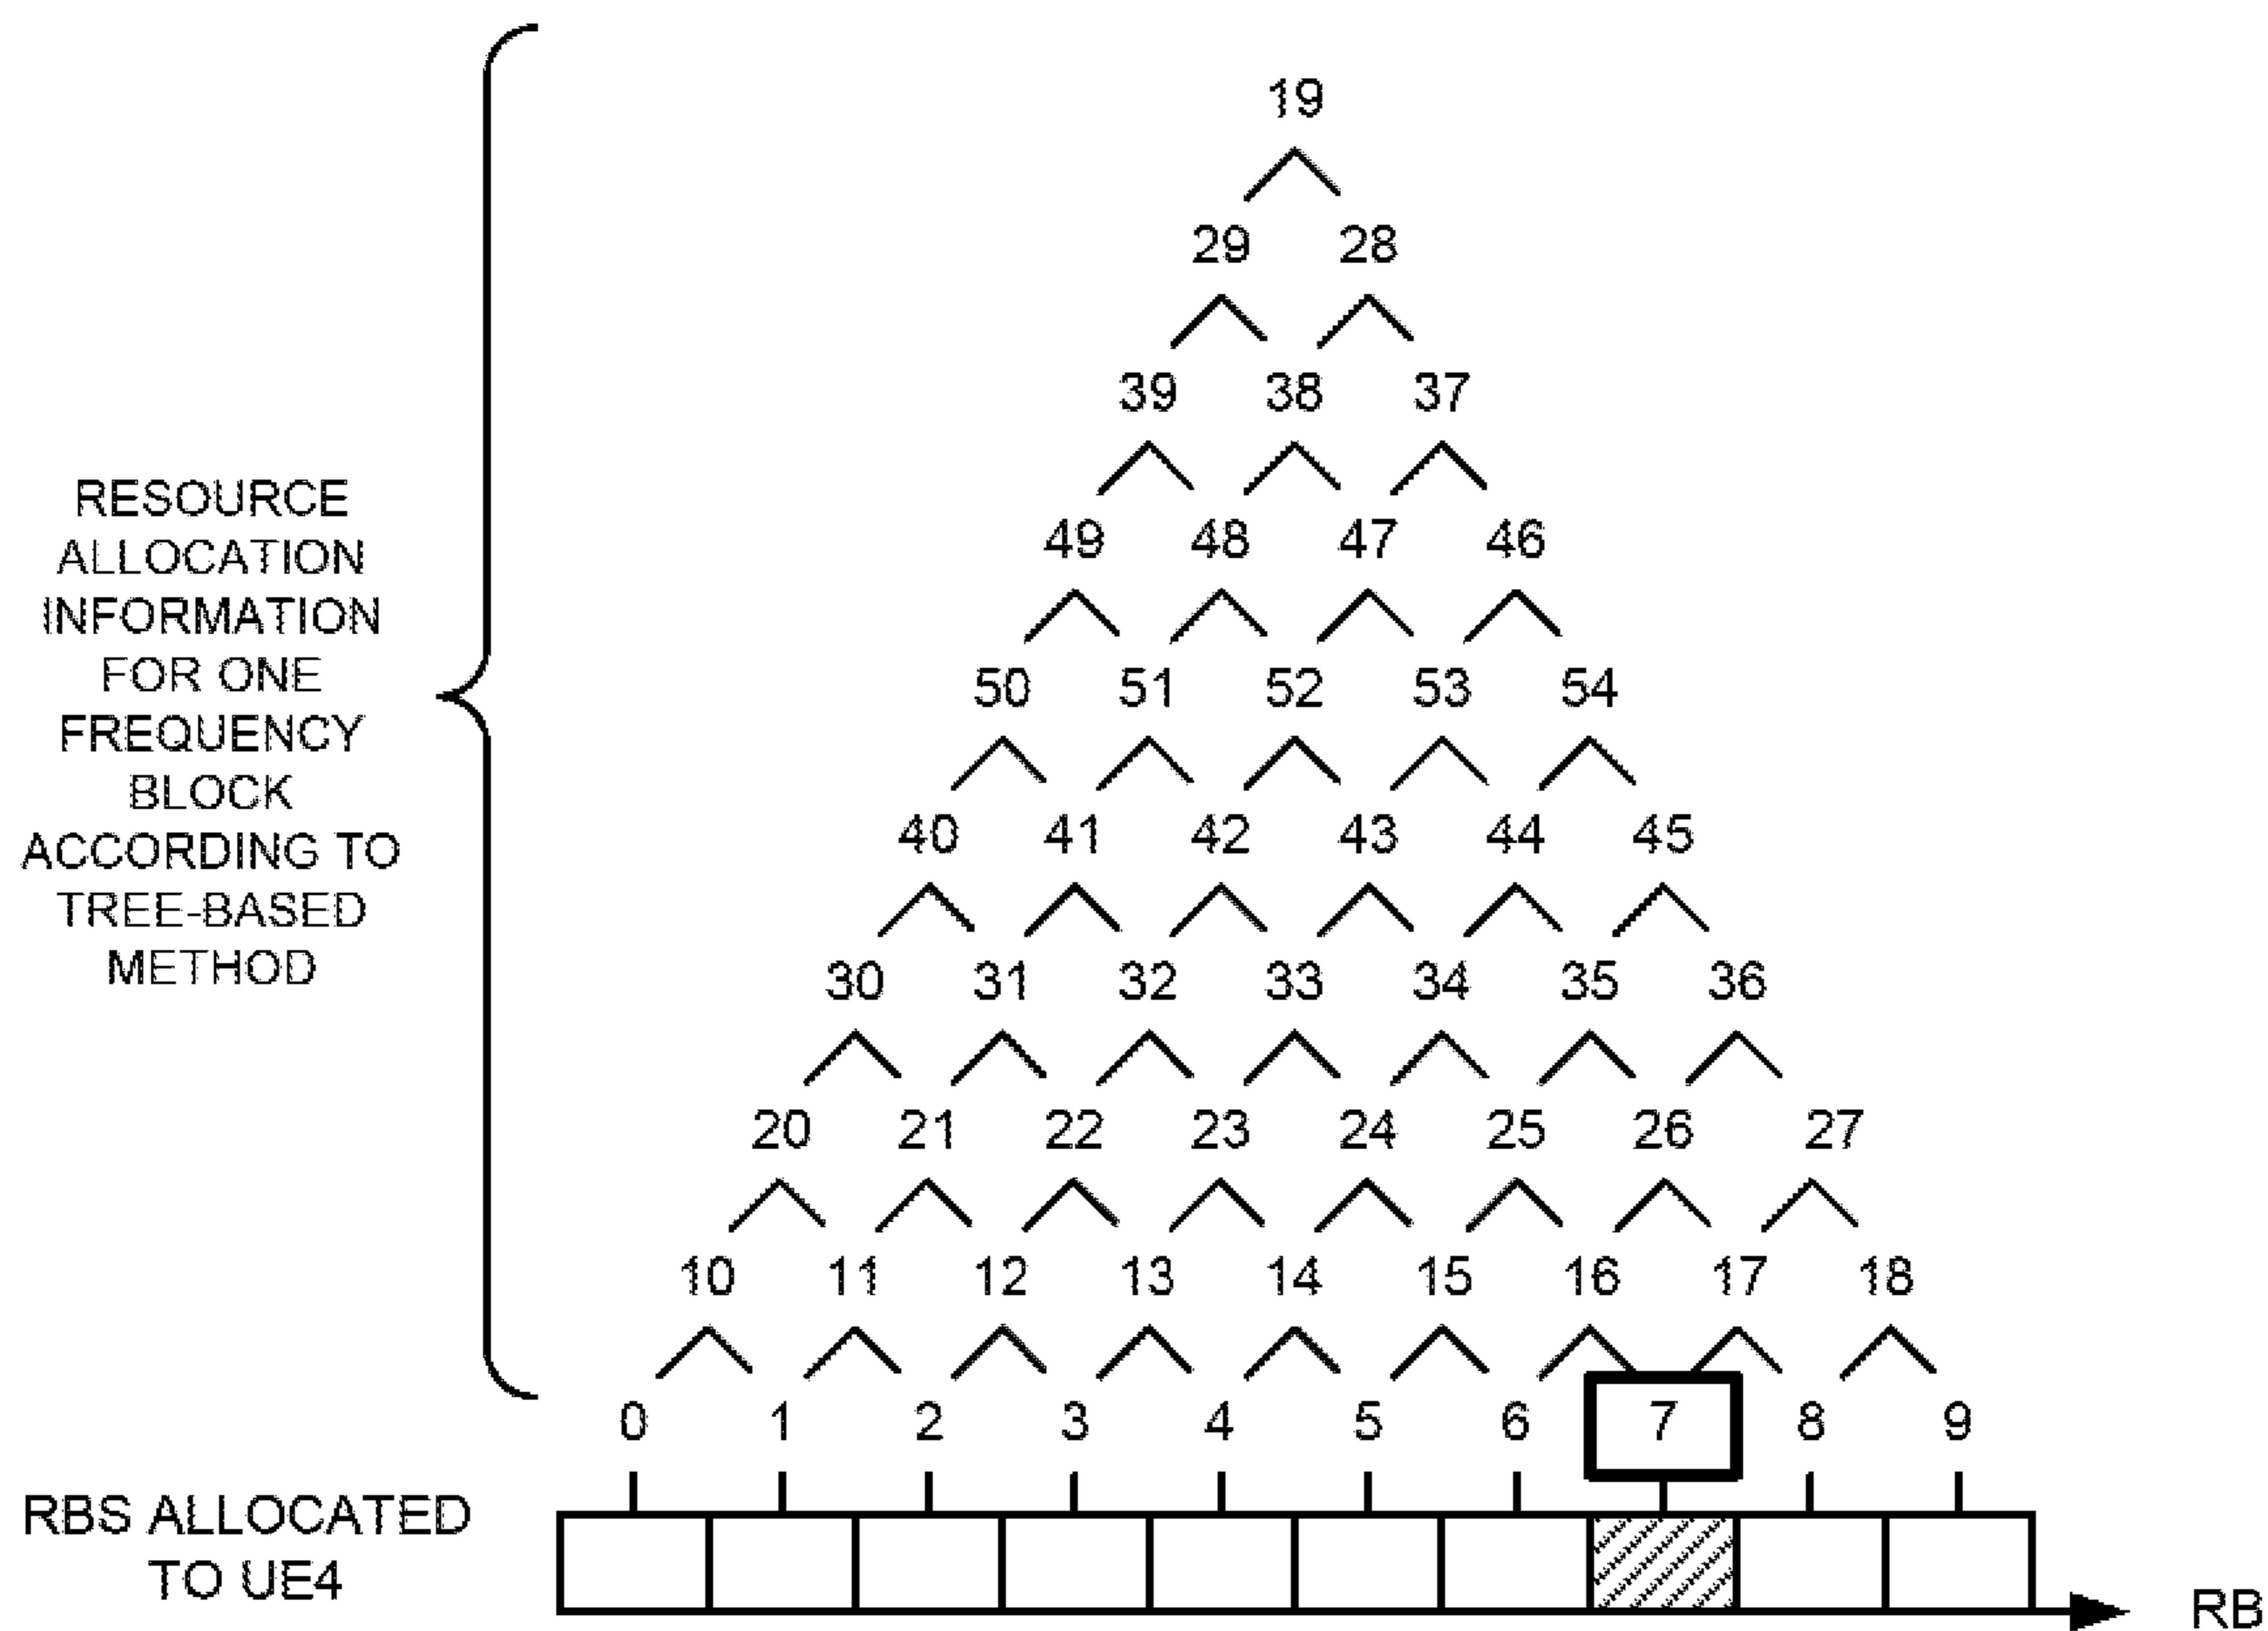 19
29 28
39 38 37
49 48 47 46
50 51 52 53 54
40 41 42 43 44 45
30 31 32 33 34 35 36
20 21 22 23 24 25 26 27
10 11 12 13 14 15 16 17 18
0 1 2 3 4 5 6 7 8 9
RESOURCE
ALLOCATION
INFORMATION
FOR ONE
FREQUENCY
BLOCK
ACCORDING TO
TREE-BASED
METHOD
RBS ALLOCATED
TO UE4
RB